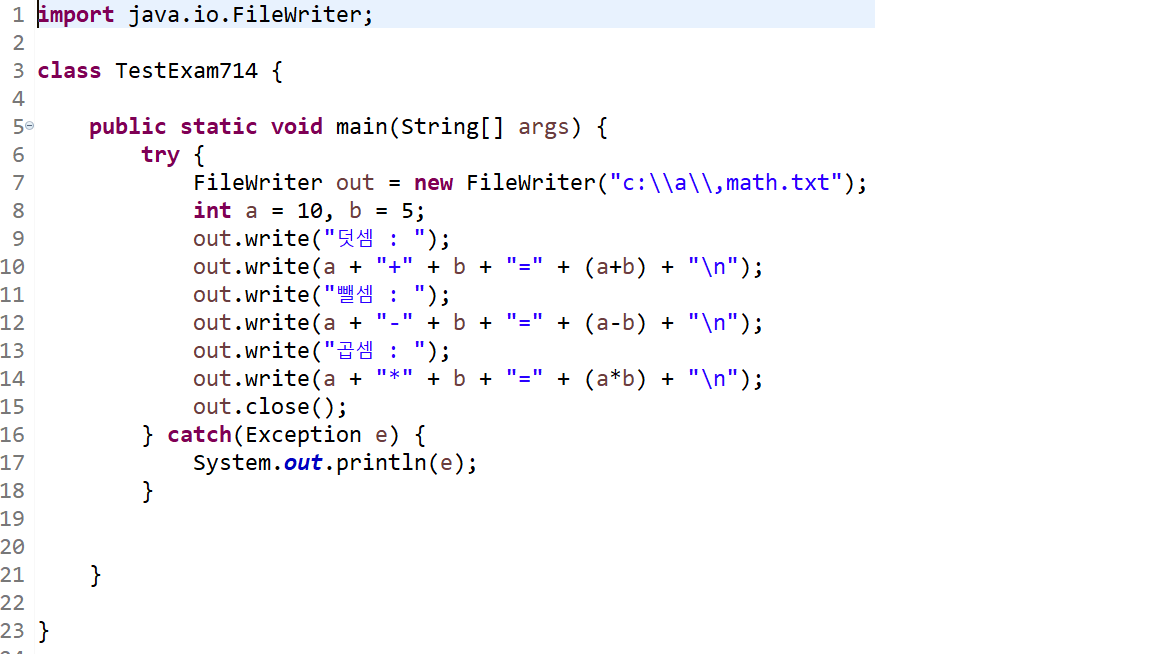 1 import java.io.FileWriter;
2
3 class TestExam714 {
4
5 public static void main(String[] args) {
6 try {
7 FileWriter out = new FileWriter("c:\\a\\,math.txt");
8 int a = 10, b = 5;
9 out.write("덧셈 : ");
10 out.write(a + "+" + b + "=" + (a+b) + "\n");
11 out.write("뺄셈 : ");
12 out.write(a + "-" + b + "=" + (a-b) + "\n");
13 out.write("곱셈 : ");
14 out.write(a + "*" + b + "=" + (a*b) + "\n");
15 out.close();
16 } catch(Exception e) {
17 System.out.println(e);
18 }
19
20
21 }
22
23 }